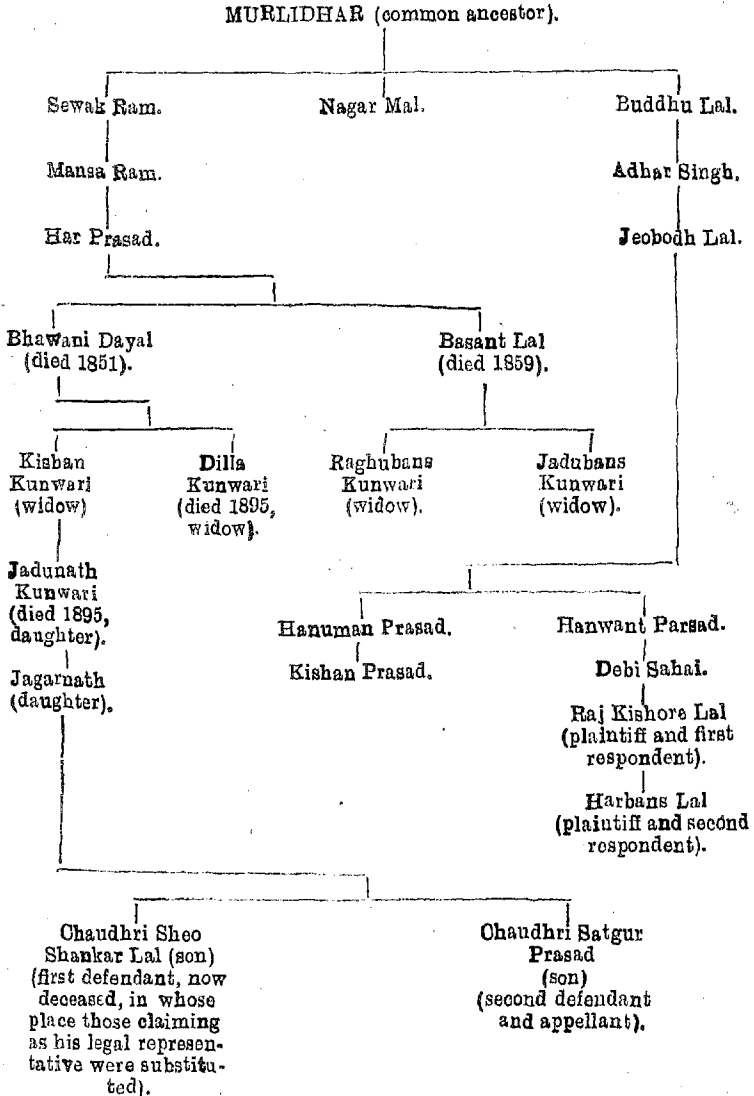 MURLIDHAR (common ancestor).
Sewak Ram. Nagar Mal. Buddhu Lal.
Mansa Ram. Adhar Singh.
Har Prasad. Jeobodh Lal.
Bhawani Dayal
(died 1851).
Basant Lal
(died 1859).
Kishan
Kunwari
(widow)
Dilla
Kunwari
(died 1895,
widow).
Raghubans
Kunwari
(widow).
Jadubans
Kunwari
(widow).
Jadunath
Kunwari
(died 1895,
daughter).
Jagarnath
(daughter).
Hanuman Prasad.
Kishan Prasad.
Hanwant Parsad.
Debi Sahai.
Raj Kishore Lal
(plaintiff and first
respondent).
Harbans Lal
(plaintiff and second
respondent).
Chaudhri Sheo
Shankar Lal (son)
(first defendant, now
deceased, in whose
place those claiming
as his legal represen-
tative were substitu-
ted).
Chaudhri Satgur
Prasad
(son)
(second defendant
and appellant).